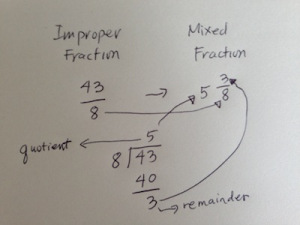 Improper
Fraction
Mixed
Fraction
43
8
→ 5 3
8
quotient
5
8 43
40
3 → remainder